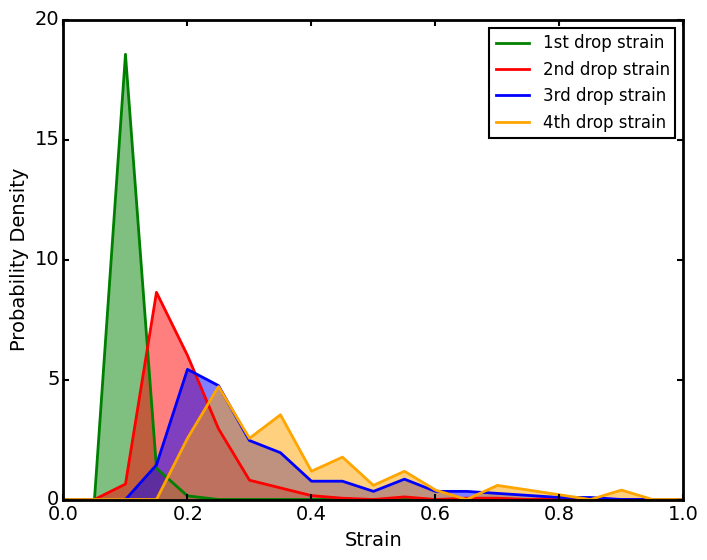 20
15
10
5
0
0.0 0.2 0.4 0.6 0.8 1.0
Probability Density
Strain
1st drop strain
2nd drop strain
3rd drop strain
4th drop strain